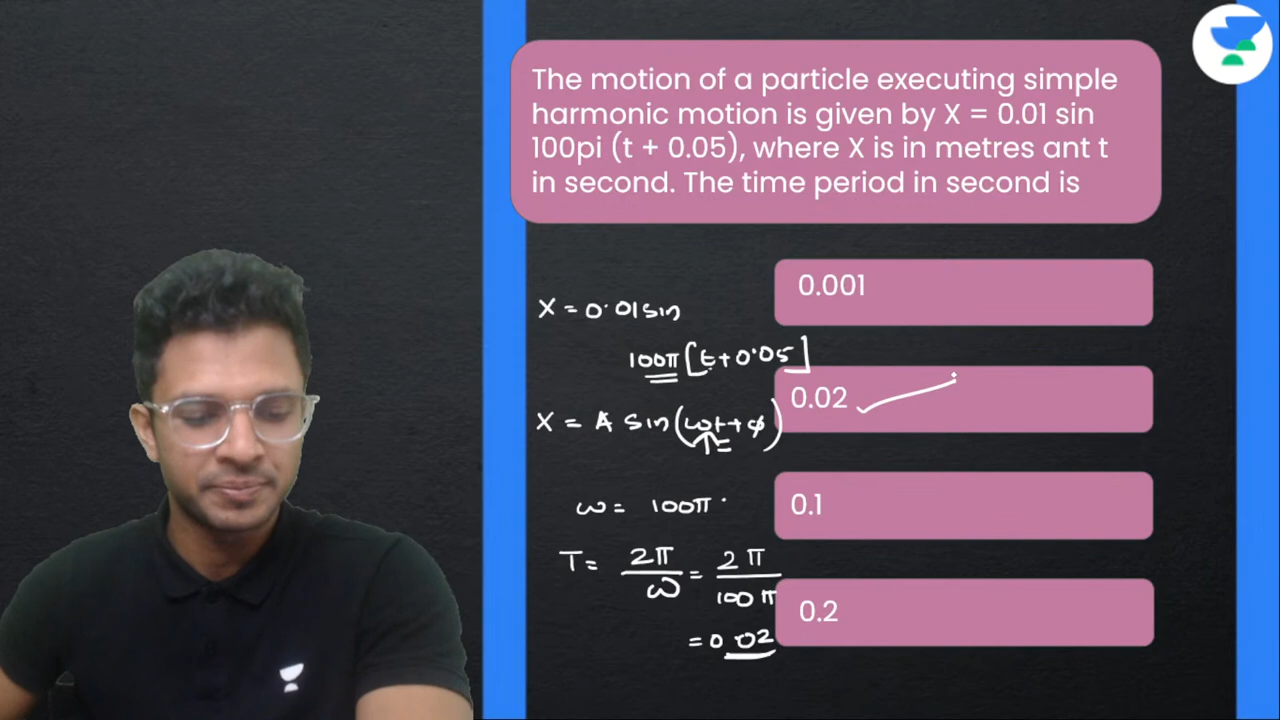 The motion of a particle executing simple
harmonic motion is given by X = 0.01 sin
100pi (t + 0.05), where X is in metres ant t
in second. The time period in second is
0.001
X = 0.01 sin
100π [t + 0.05]
0.02
X = A sin (ωt + φ)
ω = 100π
0.1
T = 2π/ω = 2π/100π
0.2
= 0.02